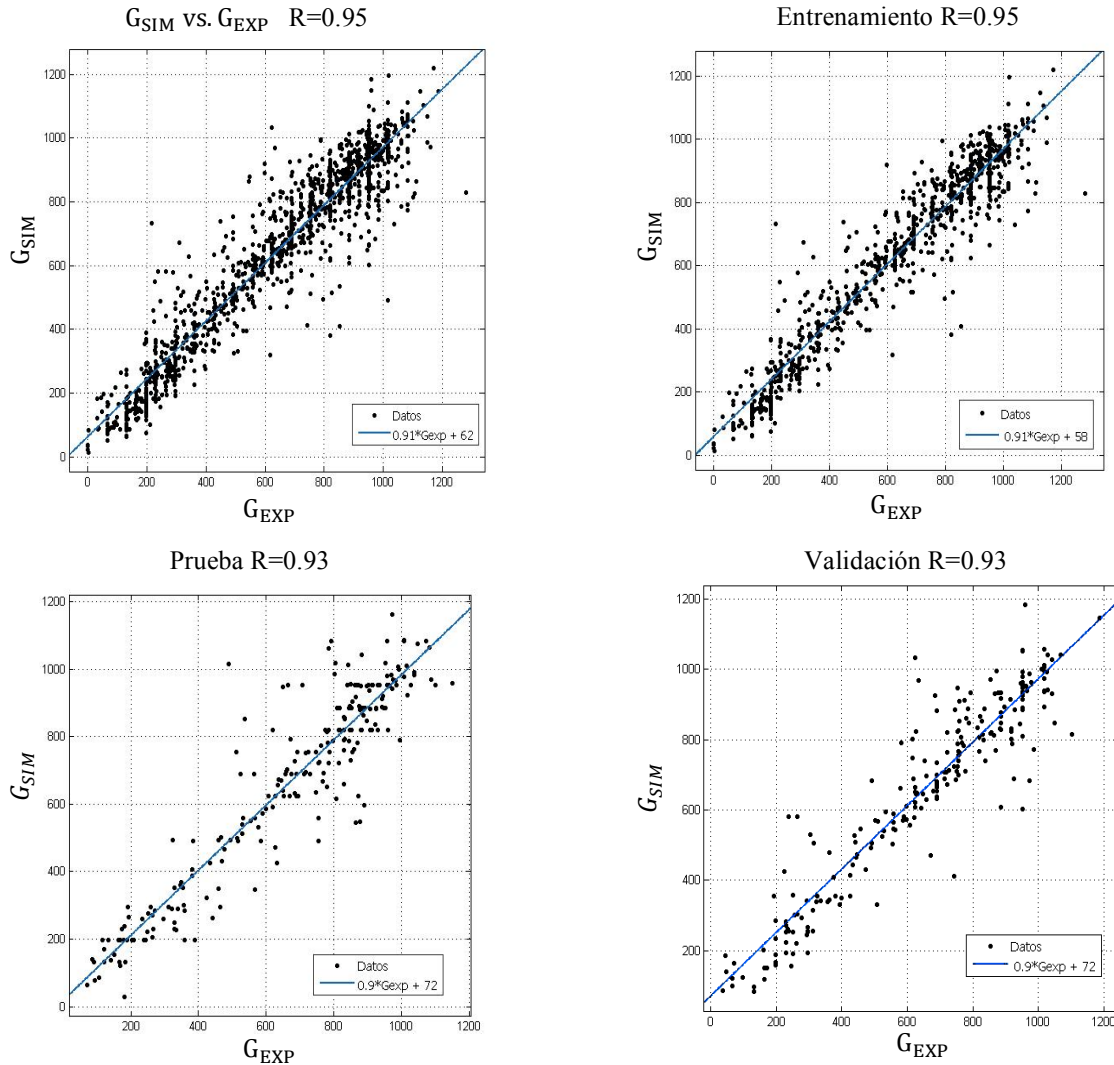 G_SIM vs. G_EXP R=0.95
1200
1000
800
600
400
200
0
G_SIM
Datos
0.91*Gexp + 62
0 200 400 600 800 1000 1200
G_EXP
Entrenamiento R=0.95
1200
1000
800
600
400
200
0
G_SIM
Datos
0.91*Gexp + 58
0 200 400 600 800 1000 1200
G_EXP
Prueba R=0.93
1200
1000
800
600
400
200
0
G_SIM
Datos
0.9*Gexp + 72
200 400 600 800 1000 1200
G_EXP
Validación R=0.93
1200
1000
800
600
400
200
G_SIM
Datos
0.9*Gexp + 72
0 200 400 600 800 1000 1200
G_EXP